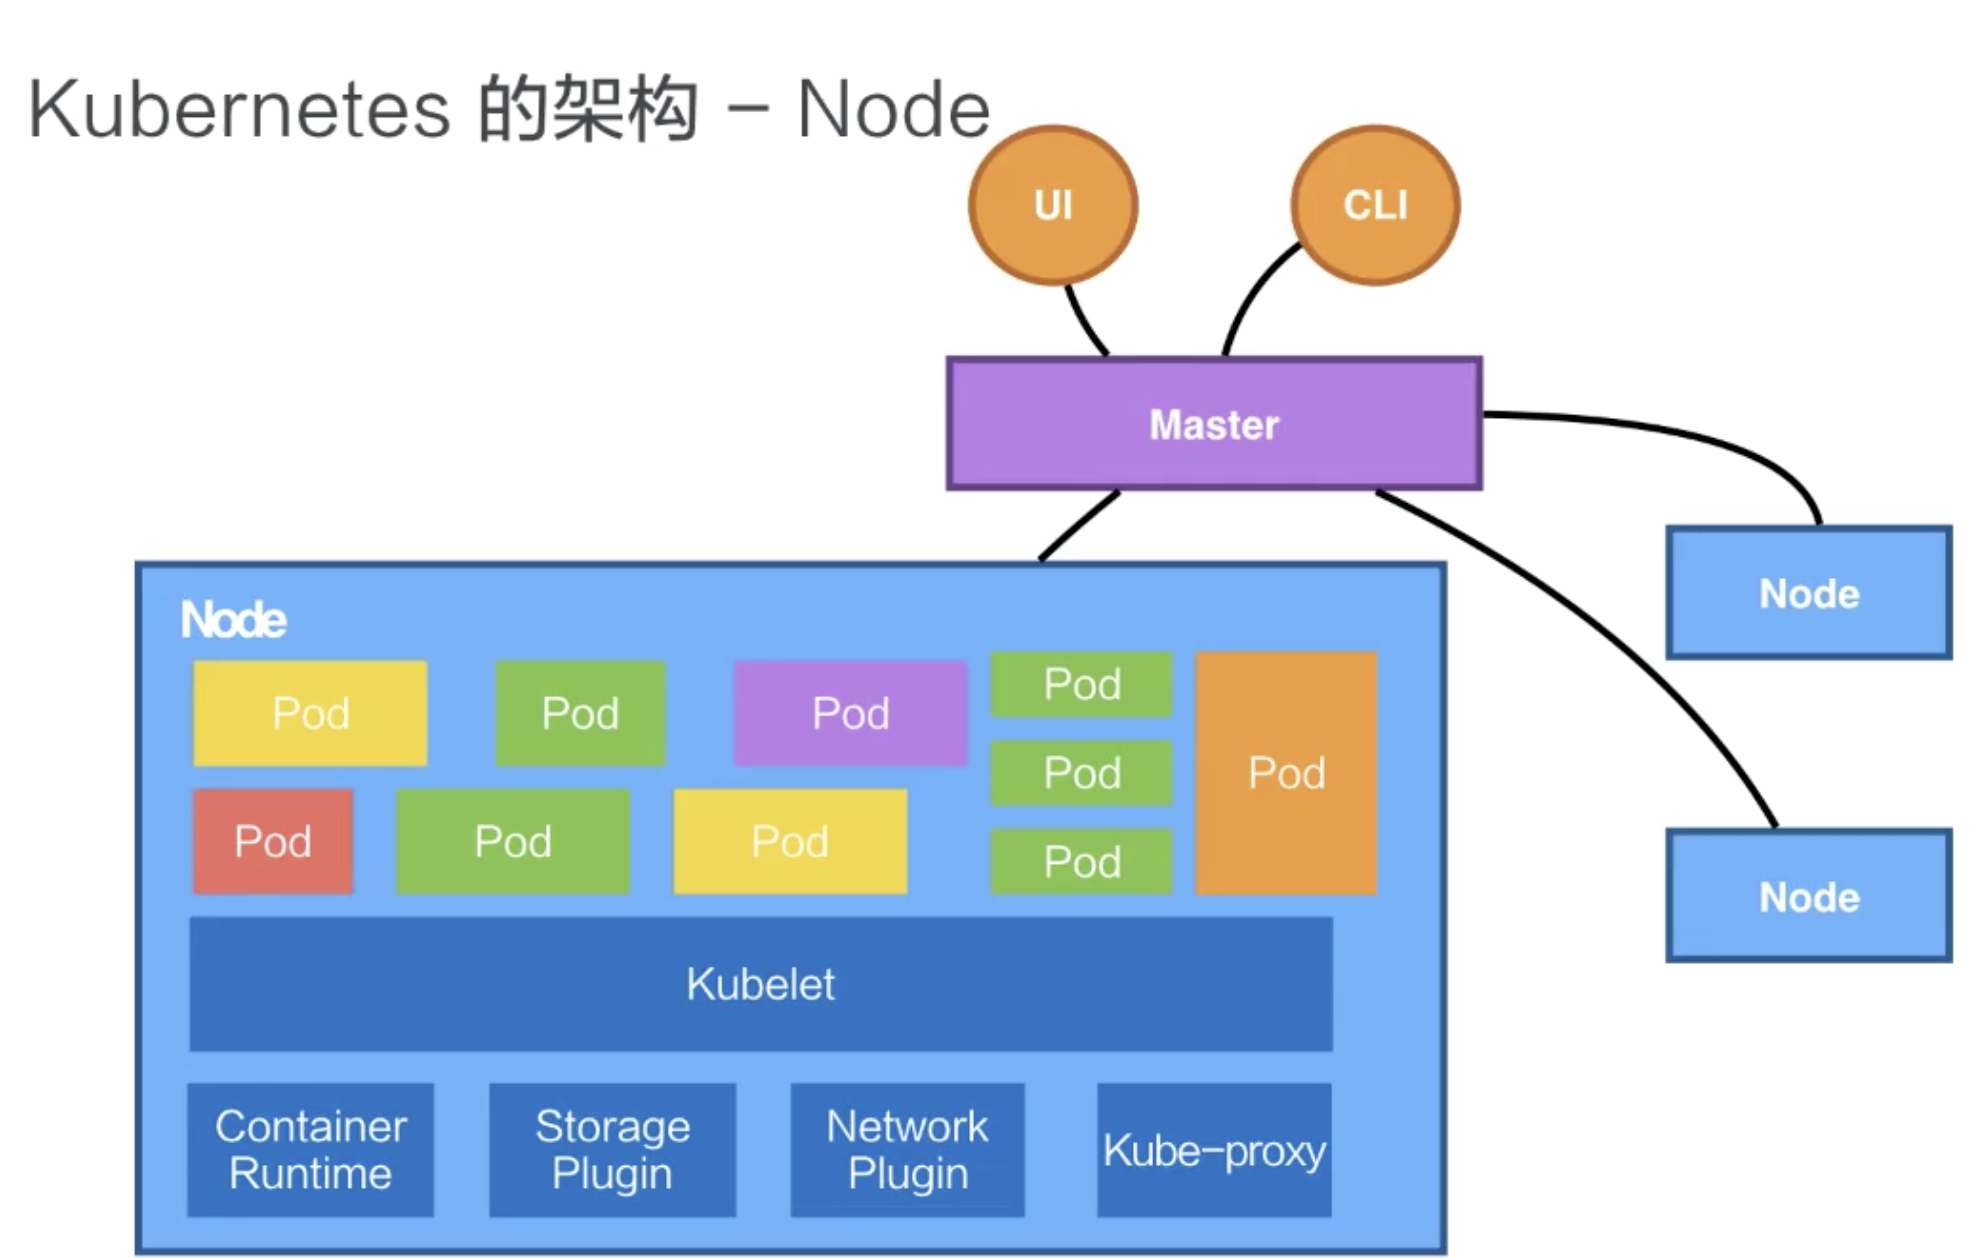 Kubernetes 的架构 – Node
UI
CLI
Master
Node
Node
Node
Pod
Pod
Pod
Pod
Pod
Pod
Pod
Pod
Pod
Pod
Kubelet
Container
Runtime
Storage
Plugin
Network
Plugin
Kube-proxy